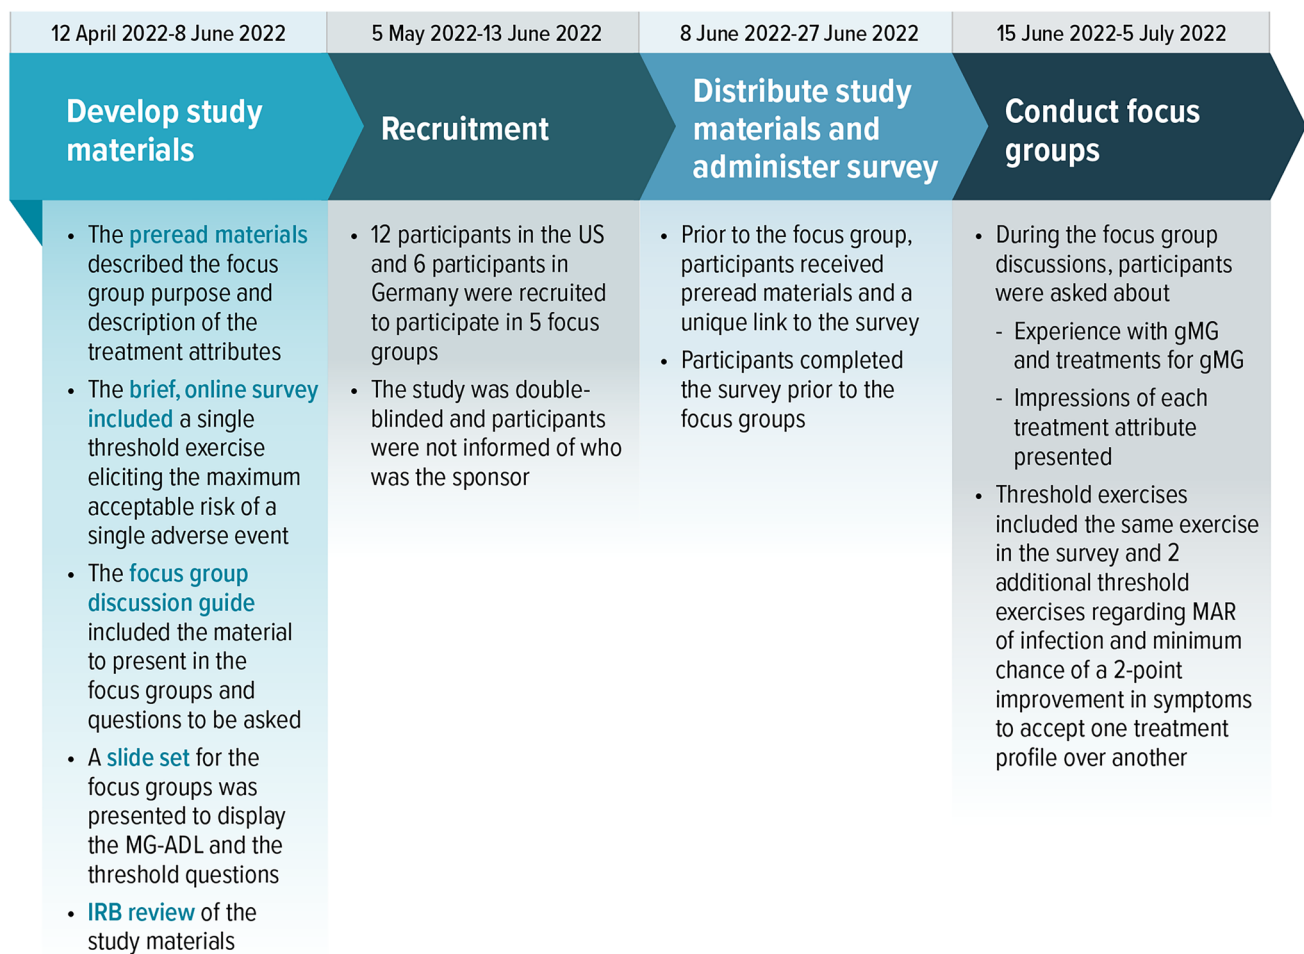 12 April 2022-8 June 2022
Develop study
materials
• The preread materials
described the focus
group purpose and
description of the
treatment attributes
• The brief, online survey
included a single
threshold exercise
eliciting the maximum
acceptable risk of a
single adverse event
• The focus group
discussion guide
included the material
to present in the
focus groups and
questions to be asked
• A slide set for the
focus groups was
presented to display
the MG-ADL and the
threshold questions
• IRB review of the
study materials
5 May 2022-13 June 2022
Recruitment
• 12 participants in the US
and 6 participants in
Germany were recruited
to participate in 5 focus
groups
• The study was double-
blinded and participants
were not informed of who
was the sponsor
8 June 2022-27 June 2022
Distribute study
materials and
administer survey
• Prior to the focus group,
participants received
preread materials and a
unique link to the survey
• Participants completed
the survey prior to the
focus groups
15 June 2022-5 July 2022
Conduct focus
groups
• During the focus group
discussions, participants
were asked about
- Experience with gMG
and treatments for gMG
- Impressions of each
treatment attribute
presented
• Threshold exercises
included the same exercise
in the survey and 2
additional threshold
exercises regarding MAR
of infection and minimum
chance of a 2-point
improvement in symptoms
to accept one treatment
profile over another